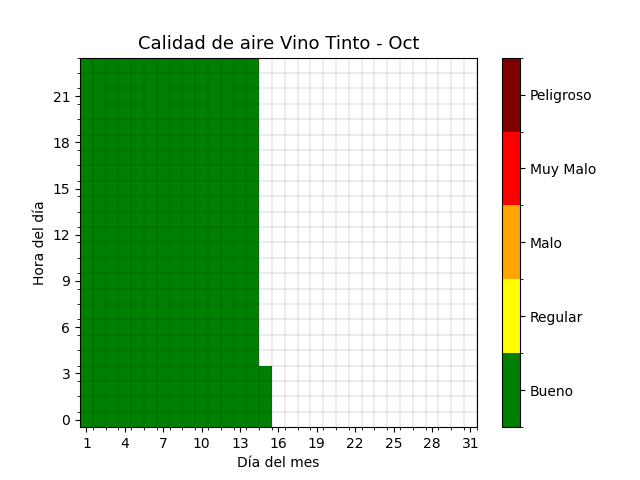 Calidad de aire Vino Tinto - Oct
Hora del día
21
18
15
12
9
6
3
0
1 4 7 10 13 16 19 22 25 28 31
Día del mes
Peligroso
Muy Malo
Malo
Regular
Bueno